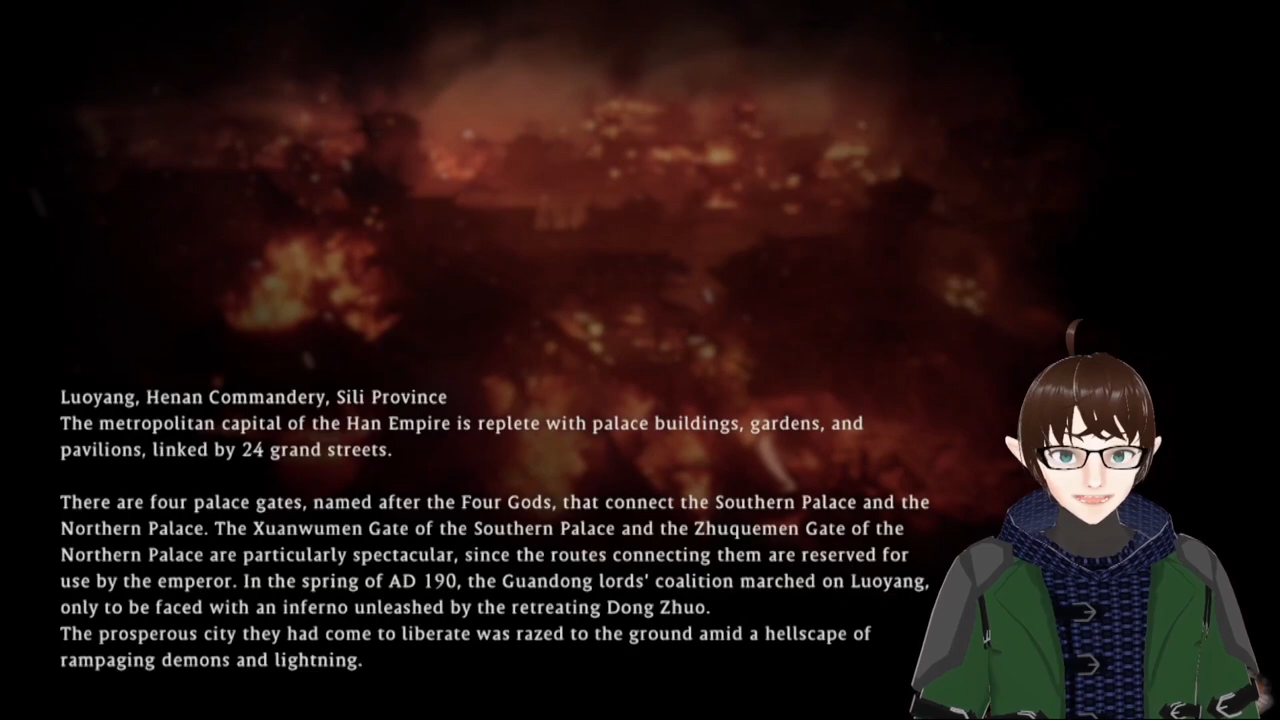 Luoyang, Henan Commandery, Sili Province
The metropolitan capital of the Han Empire is replete with palace buildings, gardens, and
pavilions, linked by 24 grand streets.
There are four palace gates, named after the Four Gods, that connect the Southern Palace and the
Northern Palace. The Xuanwumen Gate of the Southern Palace and the Zhuquemen Gate of the
Northern Palace are particularly spectacular, since the routes connecting them are reserved for
use by the emperor. In the spring of AD 190, the Guandong lords' coalition marched on Luoyang,
only to be faced with an inferno unleashed by the retreating Dong Zhuo.
The prosperous city they had come to liberate was razed to the ground amid a hellscape of
rampaging demons and lightning.